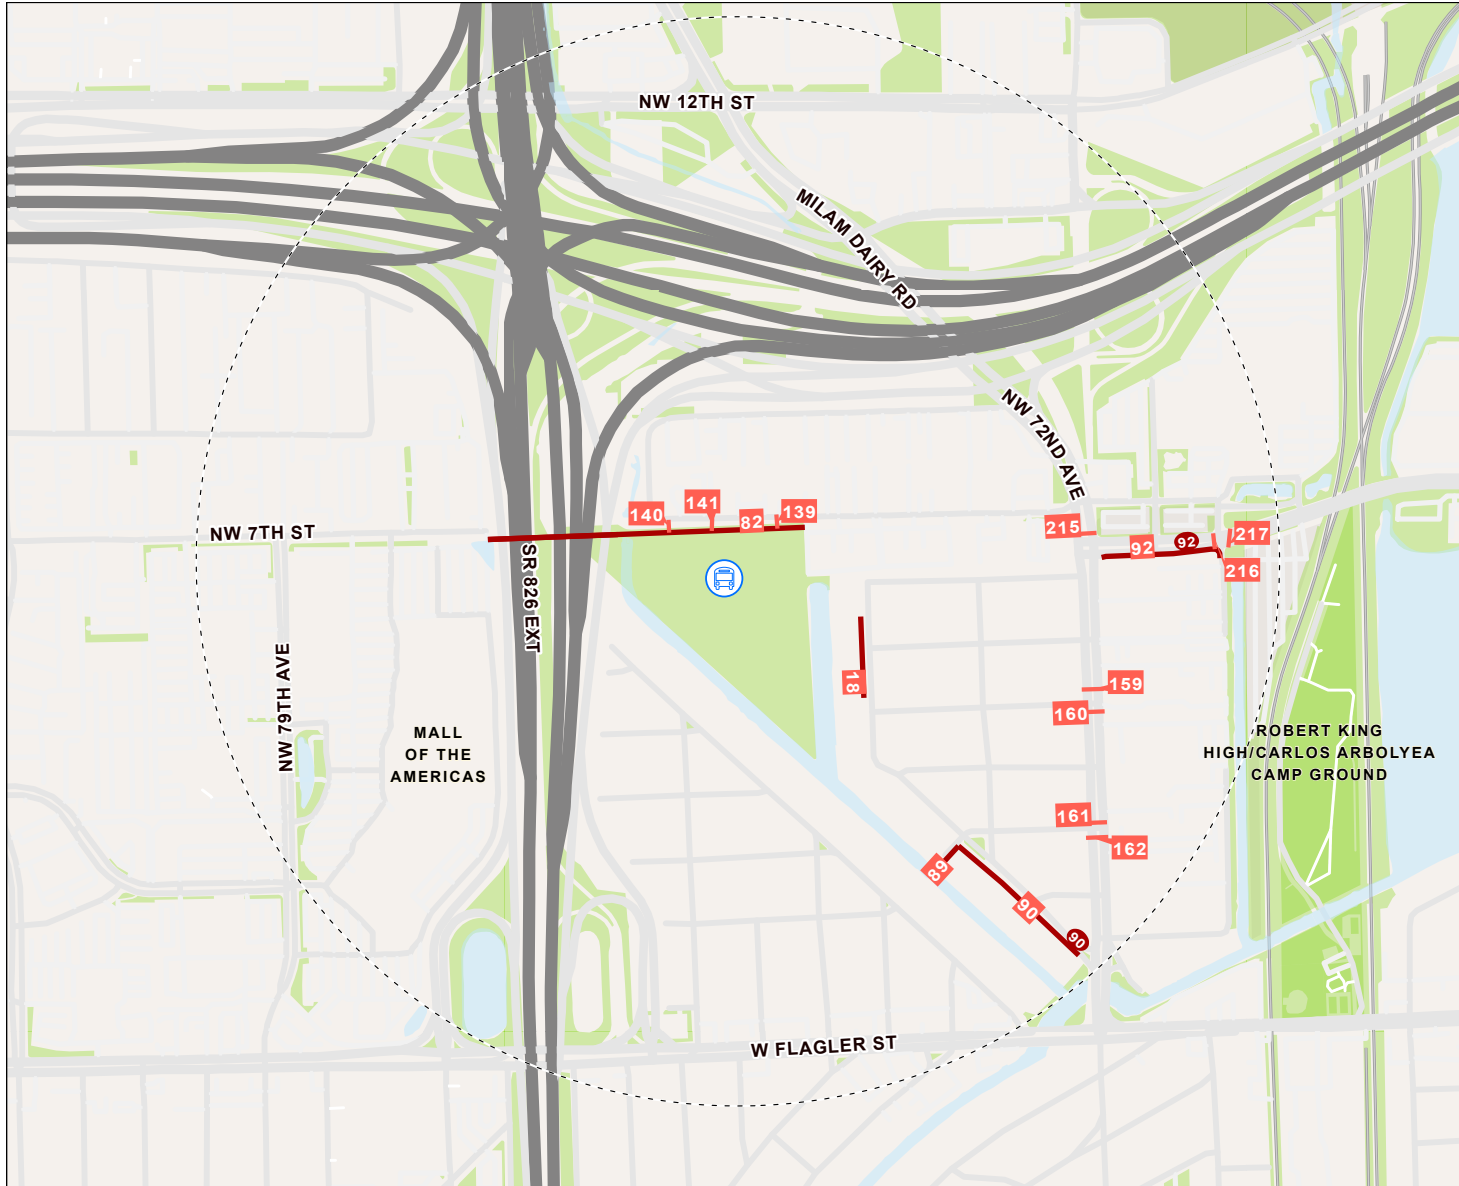 NW 12TH ST
MILAM DAIRY RD
NW 72ND AVE
141
140
82
139
215
217
NW 7TH ST
92
92
216
SR 826 EXT
NW 79TH AVE
18
159
160
MALL
OF THE
AMERICAS
ROBERT KING
HIGH/CARLOS ARBOLYEA
CAMP GROUND
161
162
89
90
90
W FLAGLER ST